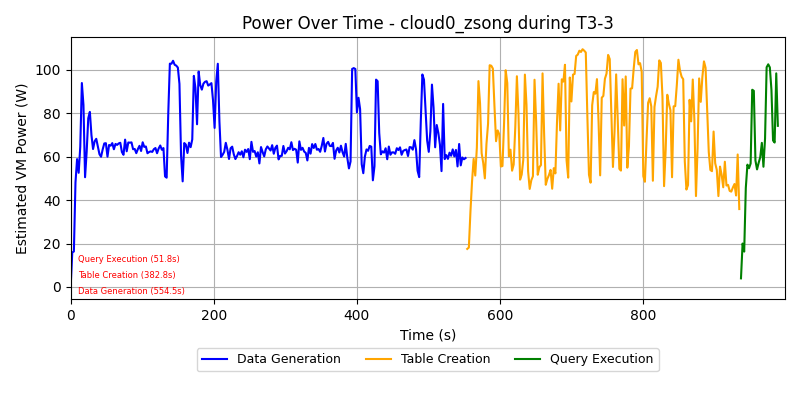 Power Over Time - cloud0_zsong during T3-3
Estimated VM Power (W)
100
80
60
40
20
0
Query Execution (51.8s)
Table Creation (382.8s)
Data Generation (554.5s)
0 200 400 600 800
Time (s)
Data Generation Table Creation Query Execution